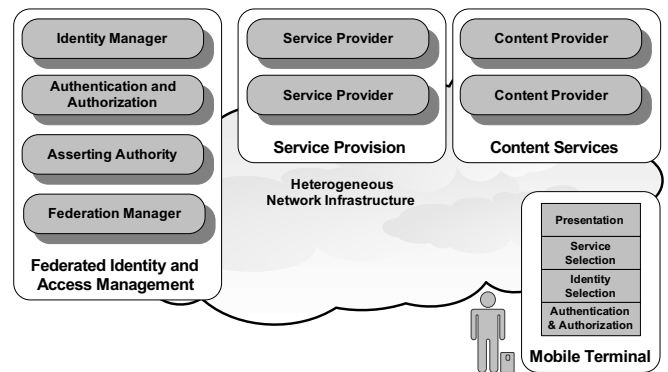 Identity Manager
Authentication and
Authorization
Asserting Authority
Federation Manager
Federated Identity and
Access Management
Service Provider
Service Provider
Service Provision
Content Provider
Content Provider
Content Services
Heterogeneous
Network Infrastructure
Presentation
Service
Selection
Identity
Selection
Authentication
& Authorization
Mobile Terminal